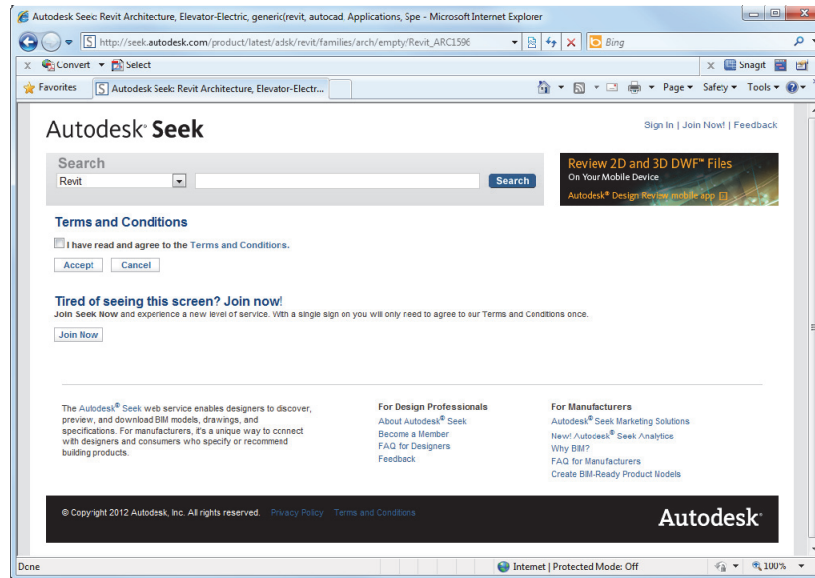 Autodesk Seek: Revit Architecture, Elevator-Electric, generic(revit, autocad. Applications, Spe - Microsoft Internet Explorer
http://seek.autodesk.com/product/latest/adsk/revit/families/arch/empty/Revit_ARC1596
Bing
x Convert Select
x Snagit
Favorites
Autodesk Seek: Revit Architecture, Elevator-Electr...
Page Safety Tools
Autodesk® Seek
Sign In | Join Now! | Feedback
Search
Revit
Search
Review 2D and 3D DWF™ Files
On Your Mobile Device
Autodesk® Design Review mobile app
Terms and Conditions
I have read and agree to the Terms and Conditions.
Accept Cancel
Tired of seeing this screen? Join now!
Join Seek Now and experience a new level of service. With a single sign on you will only need to agree to our Terms and Conditions once.
Join Now
The Autodesk® Seek web service enables designers to discover,
preview, and download BIM models, drawings, and
specifications. For manufacturers, it's a unique way to connect
with designers and consumers who specify or recommend
building products.
For Design Professionals
About Autodesk® Seek
Become a Member
FAQ for Designers
Feedback
For Manufacturers
Autodesk® Seek Marketing Solutions
New! Autodesk® Seek Analytics
Why BIM?
FAQ for Manufacturers
Create BIM-Ready Product Models
© Copyright 2012 Autodesk, Inc. All rights reserved. Privacy Policy Terms and Conditions
Autodesk®
Done
Internet | Protected Mode: Off
100%